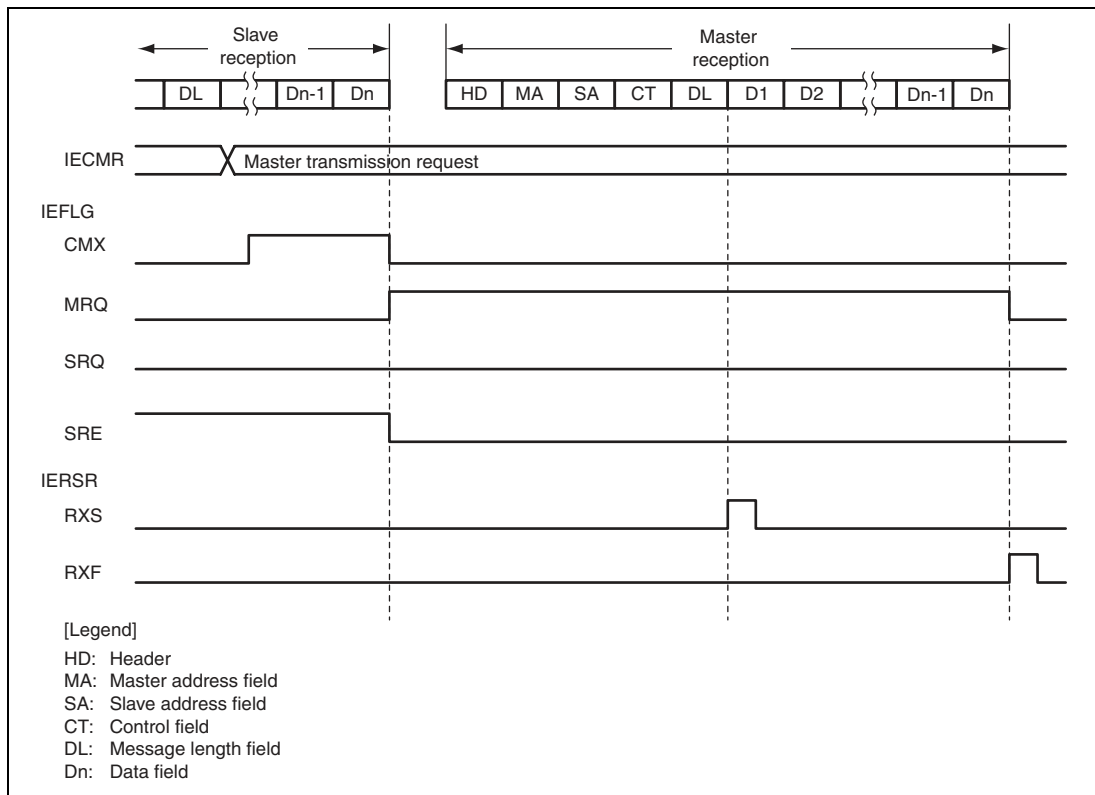 Slave
reception
Master
reception
DL Dn-1 Dn HD MA SA CT DL D1 D2 Dn-1 Dn
IECMR Master transmission request
IEFLG
CMX
MRQ
SRQ
SRE
IERSR
RXS
RXF
[Legend]
HD: Header
MA: Master address field
SA: Slave address field
CT: Control field
DL: Message length field
Dn: Data field